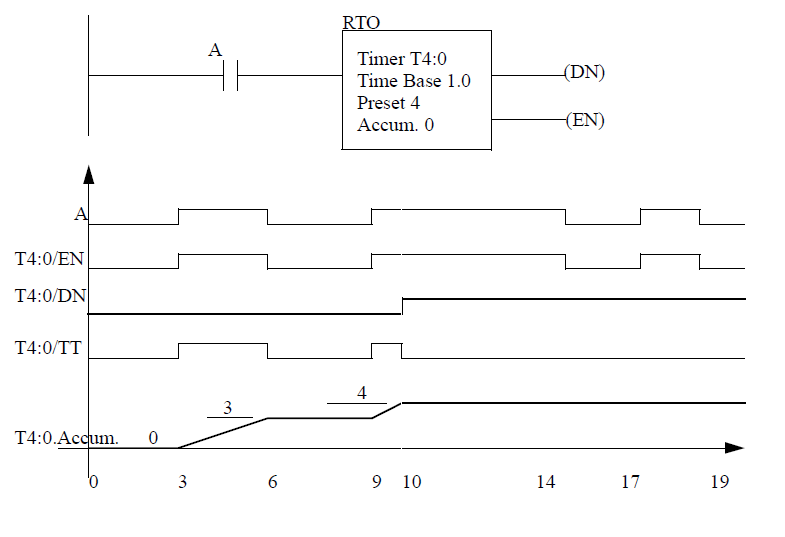 RTO
A
Timer T4:0
Time Base 1.0
Preset 4
Accum. 0
(DN)
(EN)
A
T4:0/EN
T4:0/DN
T4:0/TT
3
4
T4:0.Accum. 0
0 3 6 9 10 14 17 19